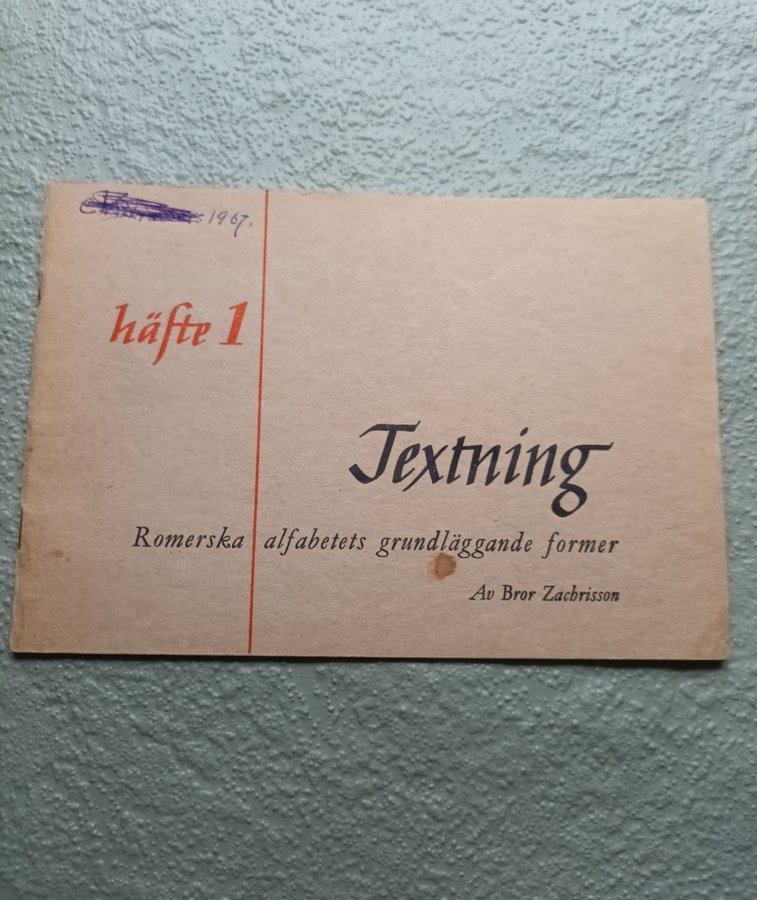 1967.
häfte 1
Textning
Romerska alfabetets grundläggande former
Av Bror Zachrisson